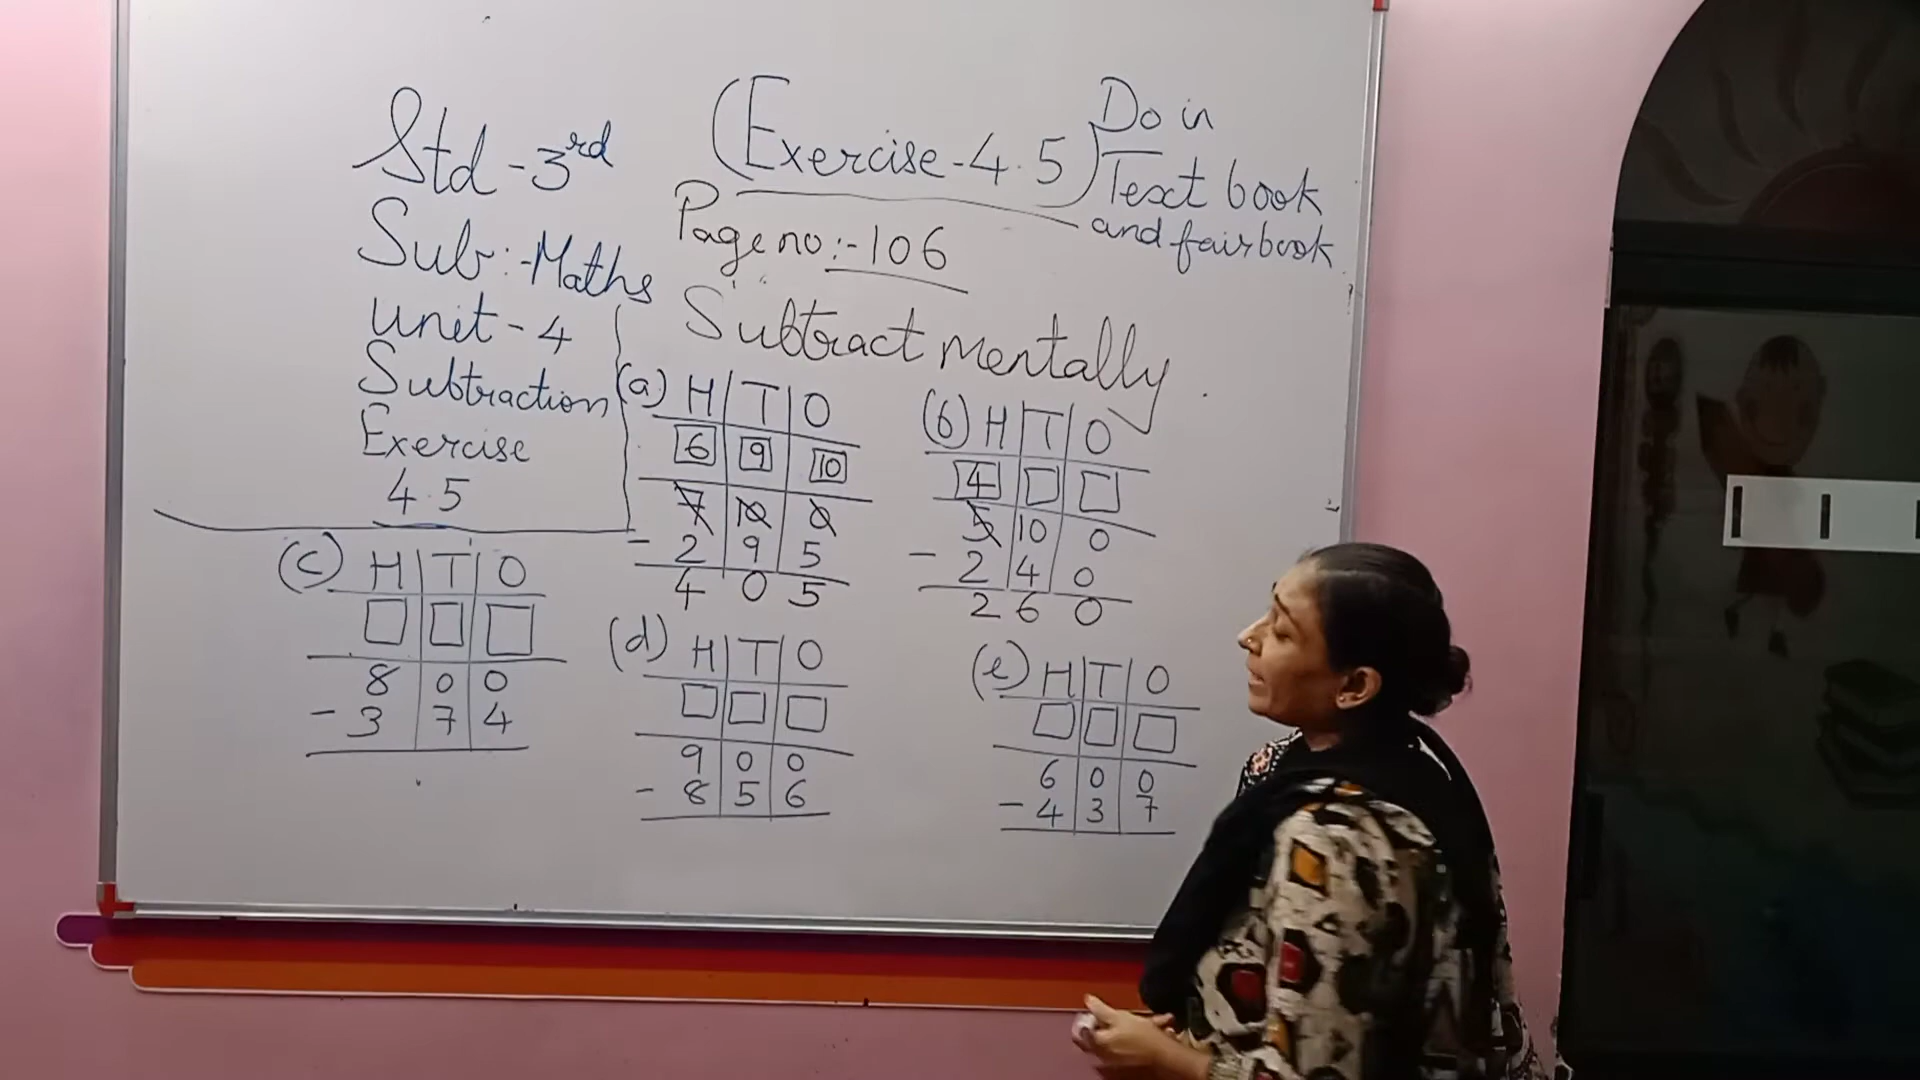 Std - 3rd
Sub :- Maths
unit - 4
Subtraction
Exercise
4.5
(Exercise - 4.5)
Do in
Text book
and fairbook
Page no :- 106
Subtract mentally
(a) H T O
6 9 10
7 10 0
- 2 9 5
4 0 5
(b) H T O
4
5 10 0
- 2 4 0
2 6 0
(c) H T O
8 0 0
- 3 7 4
(d) H T O
9 0 0
- 8 5 6
(e) H T O
6 0 0
- 4 3 7